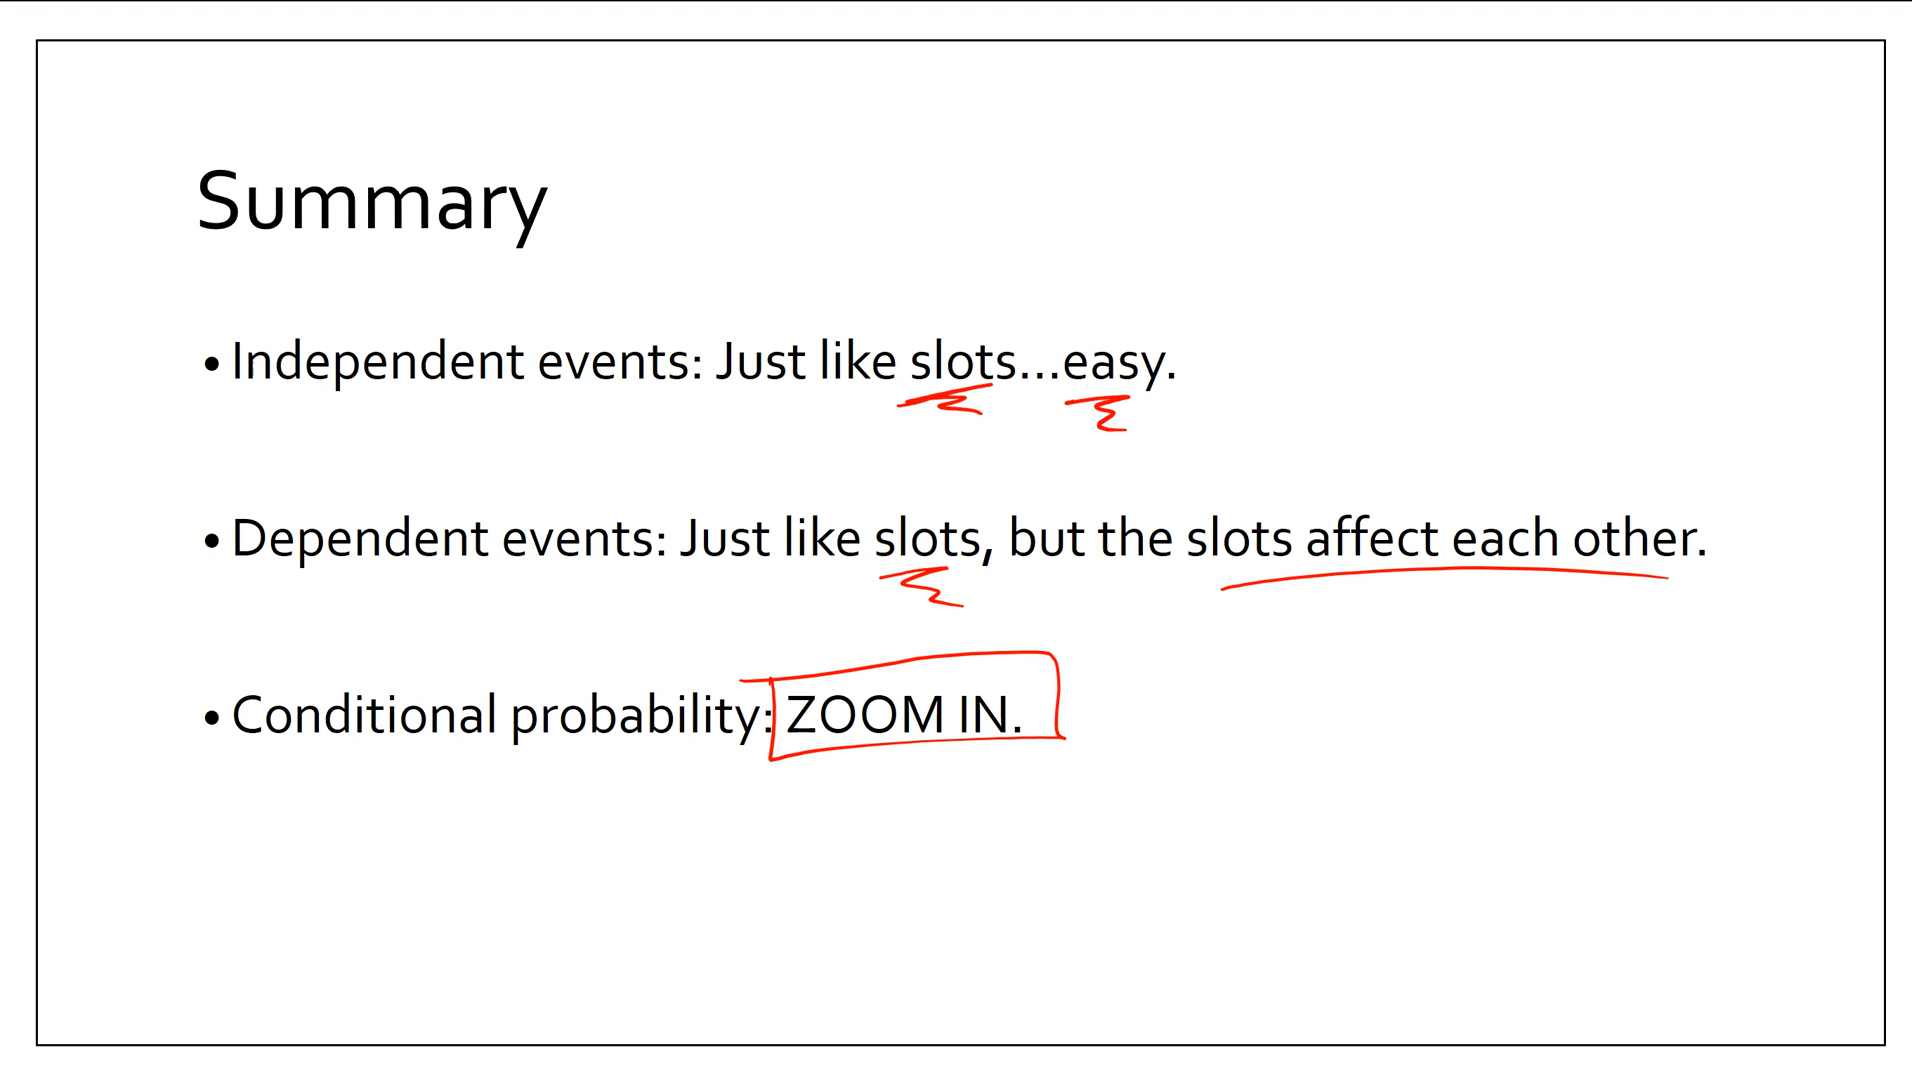 Summary
• Independent events: Just like slots...easy.
• Dependent events: Just like slots, but the slots affect each other.
• Conditional probability: ZOOM IN.